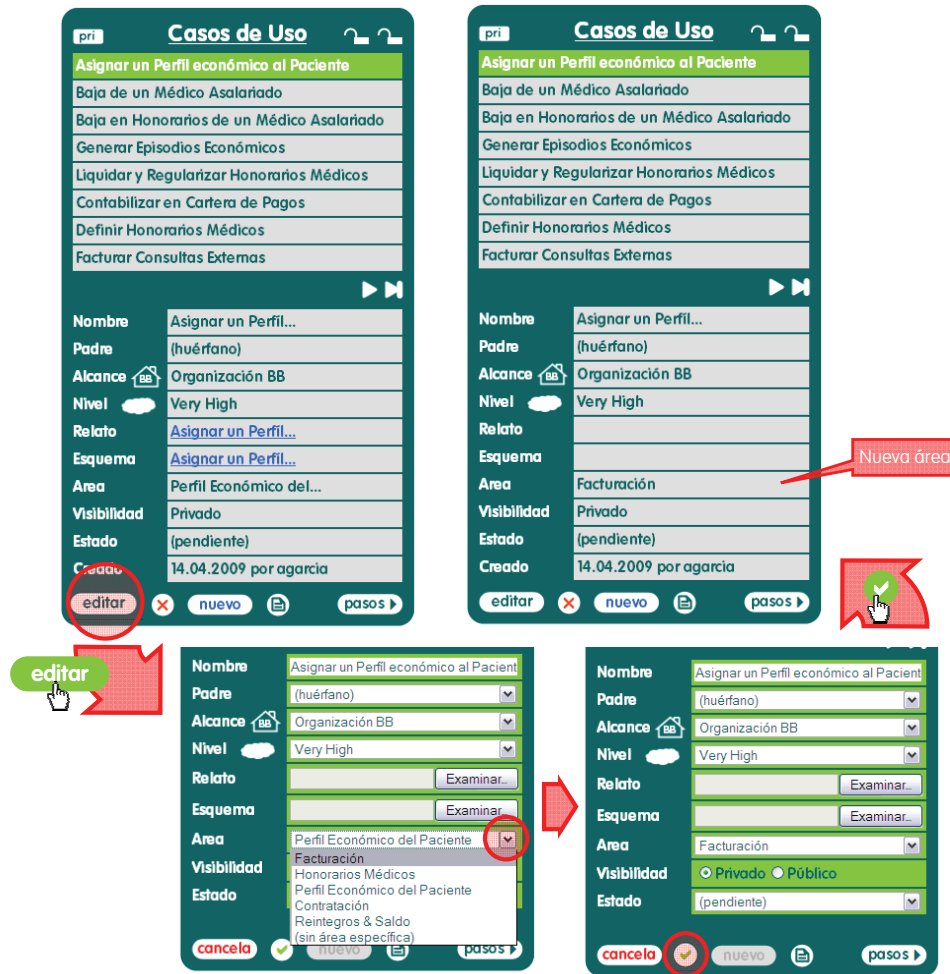 pri Casos de Uso
Asignar un Perfil económico al Paciente
Baja de un Médico Asalariado
Baja en Honorarios de un Médico Asalariado
Generar Episodios Económicos
Liquidar y Regularizar Honorarios Médicos
Contabilizar en Cartera de Pagos
Definir Honorarios Médicos
Facturar Consultas Externas
Nombre Asignar un Perfil...
Padre (huérfano)
Alcance BB Organización BB
Nivel Very High
Relato Asignar un Perfil...
Esquema Asignar un Perfil...
Area Perfil Económico del...
Visibilidad Privado
Estado (pendiente)
Creado 14.04.2009 por agarcia
editar nuevo pasos
pri Casos de Uso
Asignar un Perfil económico al Paciente
Baja de un Médico Asalariado
Baja en Honorarios de un Médico Asalariado
Generar Episodios Económicos
Liquidar y Regularizar Honorarios Médicos
Contabilizar en Cartera de Pagos
Definir Honorarios Médicos
Facturar Consultas Externas
Nombre Asignar un Perfil...
Padre (huérfano)
Alcance BB Organización BB
Nivel Very High
Relato
Esquema
Area Facturación
Visibilidad Privado
Estado (pendiente)
Creado 14.04.2009 por agarcia
editar nuevo pasos
Nueva área
editar
Nombre Asignar un Perfil económico al Pacient
Padre (huérfano)
Alcance BB Organización BB
Nivel Very High
Relato Examinar...
Esquema Examinar...
Area Perfil Económico del Paciente
Visibilidad
Estado
Facturación
Honorarios Médicos
Perfil Económico del Paciente
Contratación
Reintegros & Saldo
(sin área específica)
cancela nuevo pasos
Nombre Asignar un Perfil económico al Pacient
Padre (huérfano)
Alcance BB Organización BB
Nivel Very High
Relato Examinar...
Esquema Examinar...
Area Facturación
Visibilidad Privado Público
Estado (pendiente)
cancela nuevo pasos